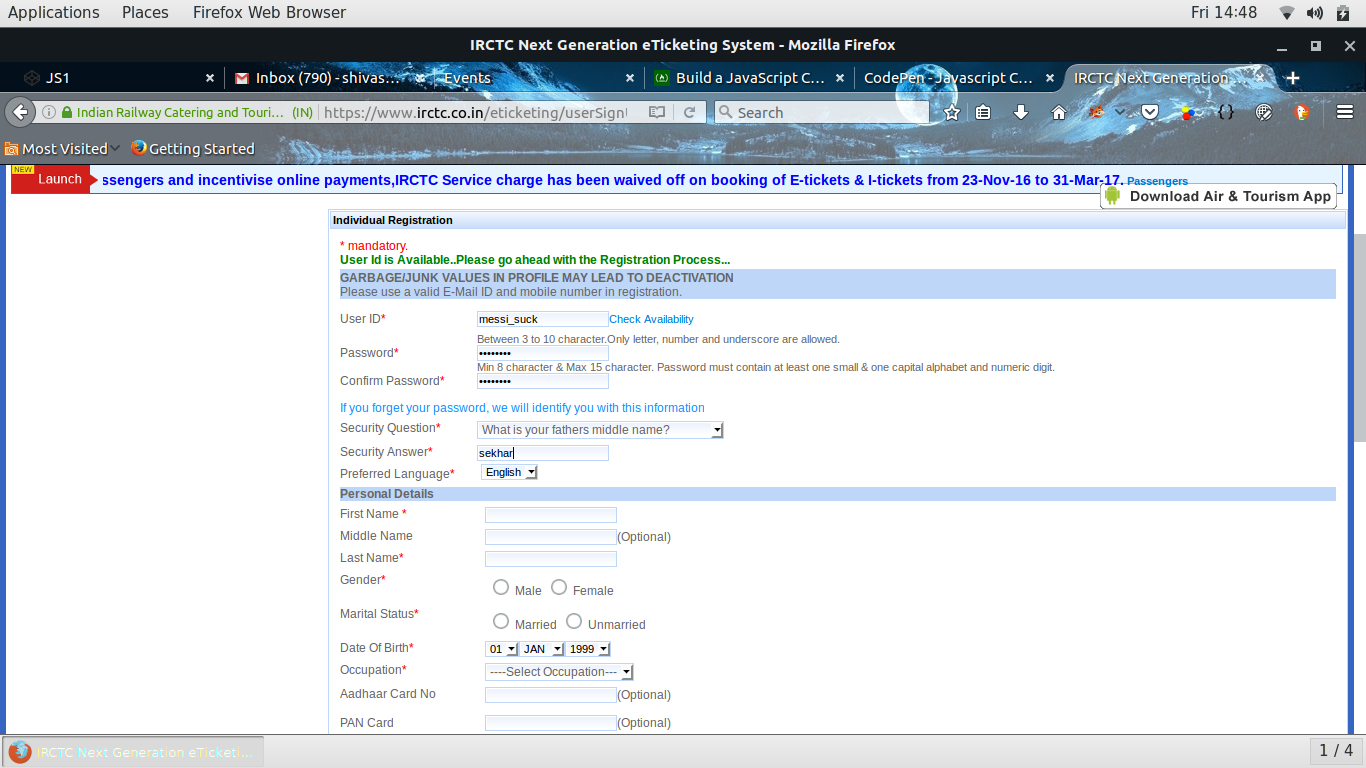 Applications Places Firefox Web Browser Fri 14:48
IRCTC Next Generation eTicketing System - Mozilla Firefox
JS1 Inbox (790) - shivas... Events Build a JavaScript C... CodePen - Javascript C... IRCTC Next Generation ...
Indian Railway Catering and Touri... (IN) https://www.irctc.co.in/eticketing/userSign Search
Most Visited Getting Started
NEW
Launch ssengers and incentivise online payments,IRCTC Service charge has been waived off on booking of E-tickets & I-tickets from 23-Nov-16 to 31-Mar-17. Passengers
Download Air & Tourism App
Individual Registration
* mandatory.
User Id is Available..Please go ahead with the Registration Process...
GARBAGE/JUNK VALUES IN PROFILE MAY LEAD TO DEACTIVATION
Please use a valid E-Mail ID and mobile number in registration.
User ID* messi_suck Check Availability
Between 3 to 10 character.Only letter, number and underscore are allowed.
Password* ••••••••
Min 8 character & Max 15 character. Password must contain at least one small & one capital alphabet and numeric digit.
Confirm Password* ••••••••
If you forget your password, we will identify you with this information
Security Question* What is your fathers middle name?
Security Answer* sekhar
Preferred Language* English
Personal Details
First Name *
Middle Name (Optional)
Last Name*
Gender* Male Female
Marital Status* Married Unmarried
Date Of Birth* 01 JAN 1999
Occupation* ----Select Occupation---
Aadhaar Card No (Optional)
PAN Card (Optional)
IRCTC Next Generation eTicketi... 1 / 4